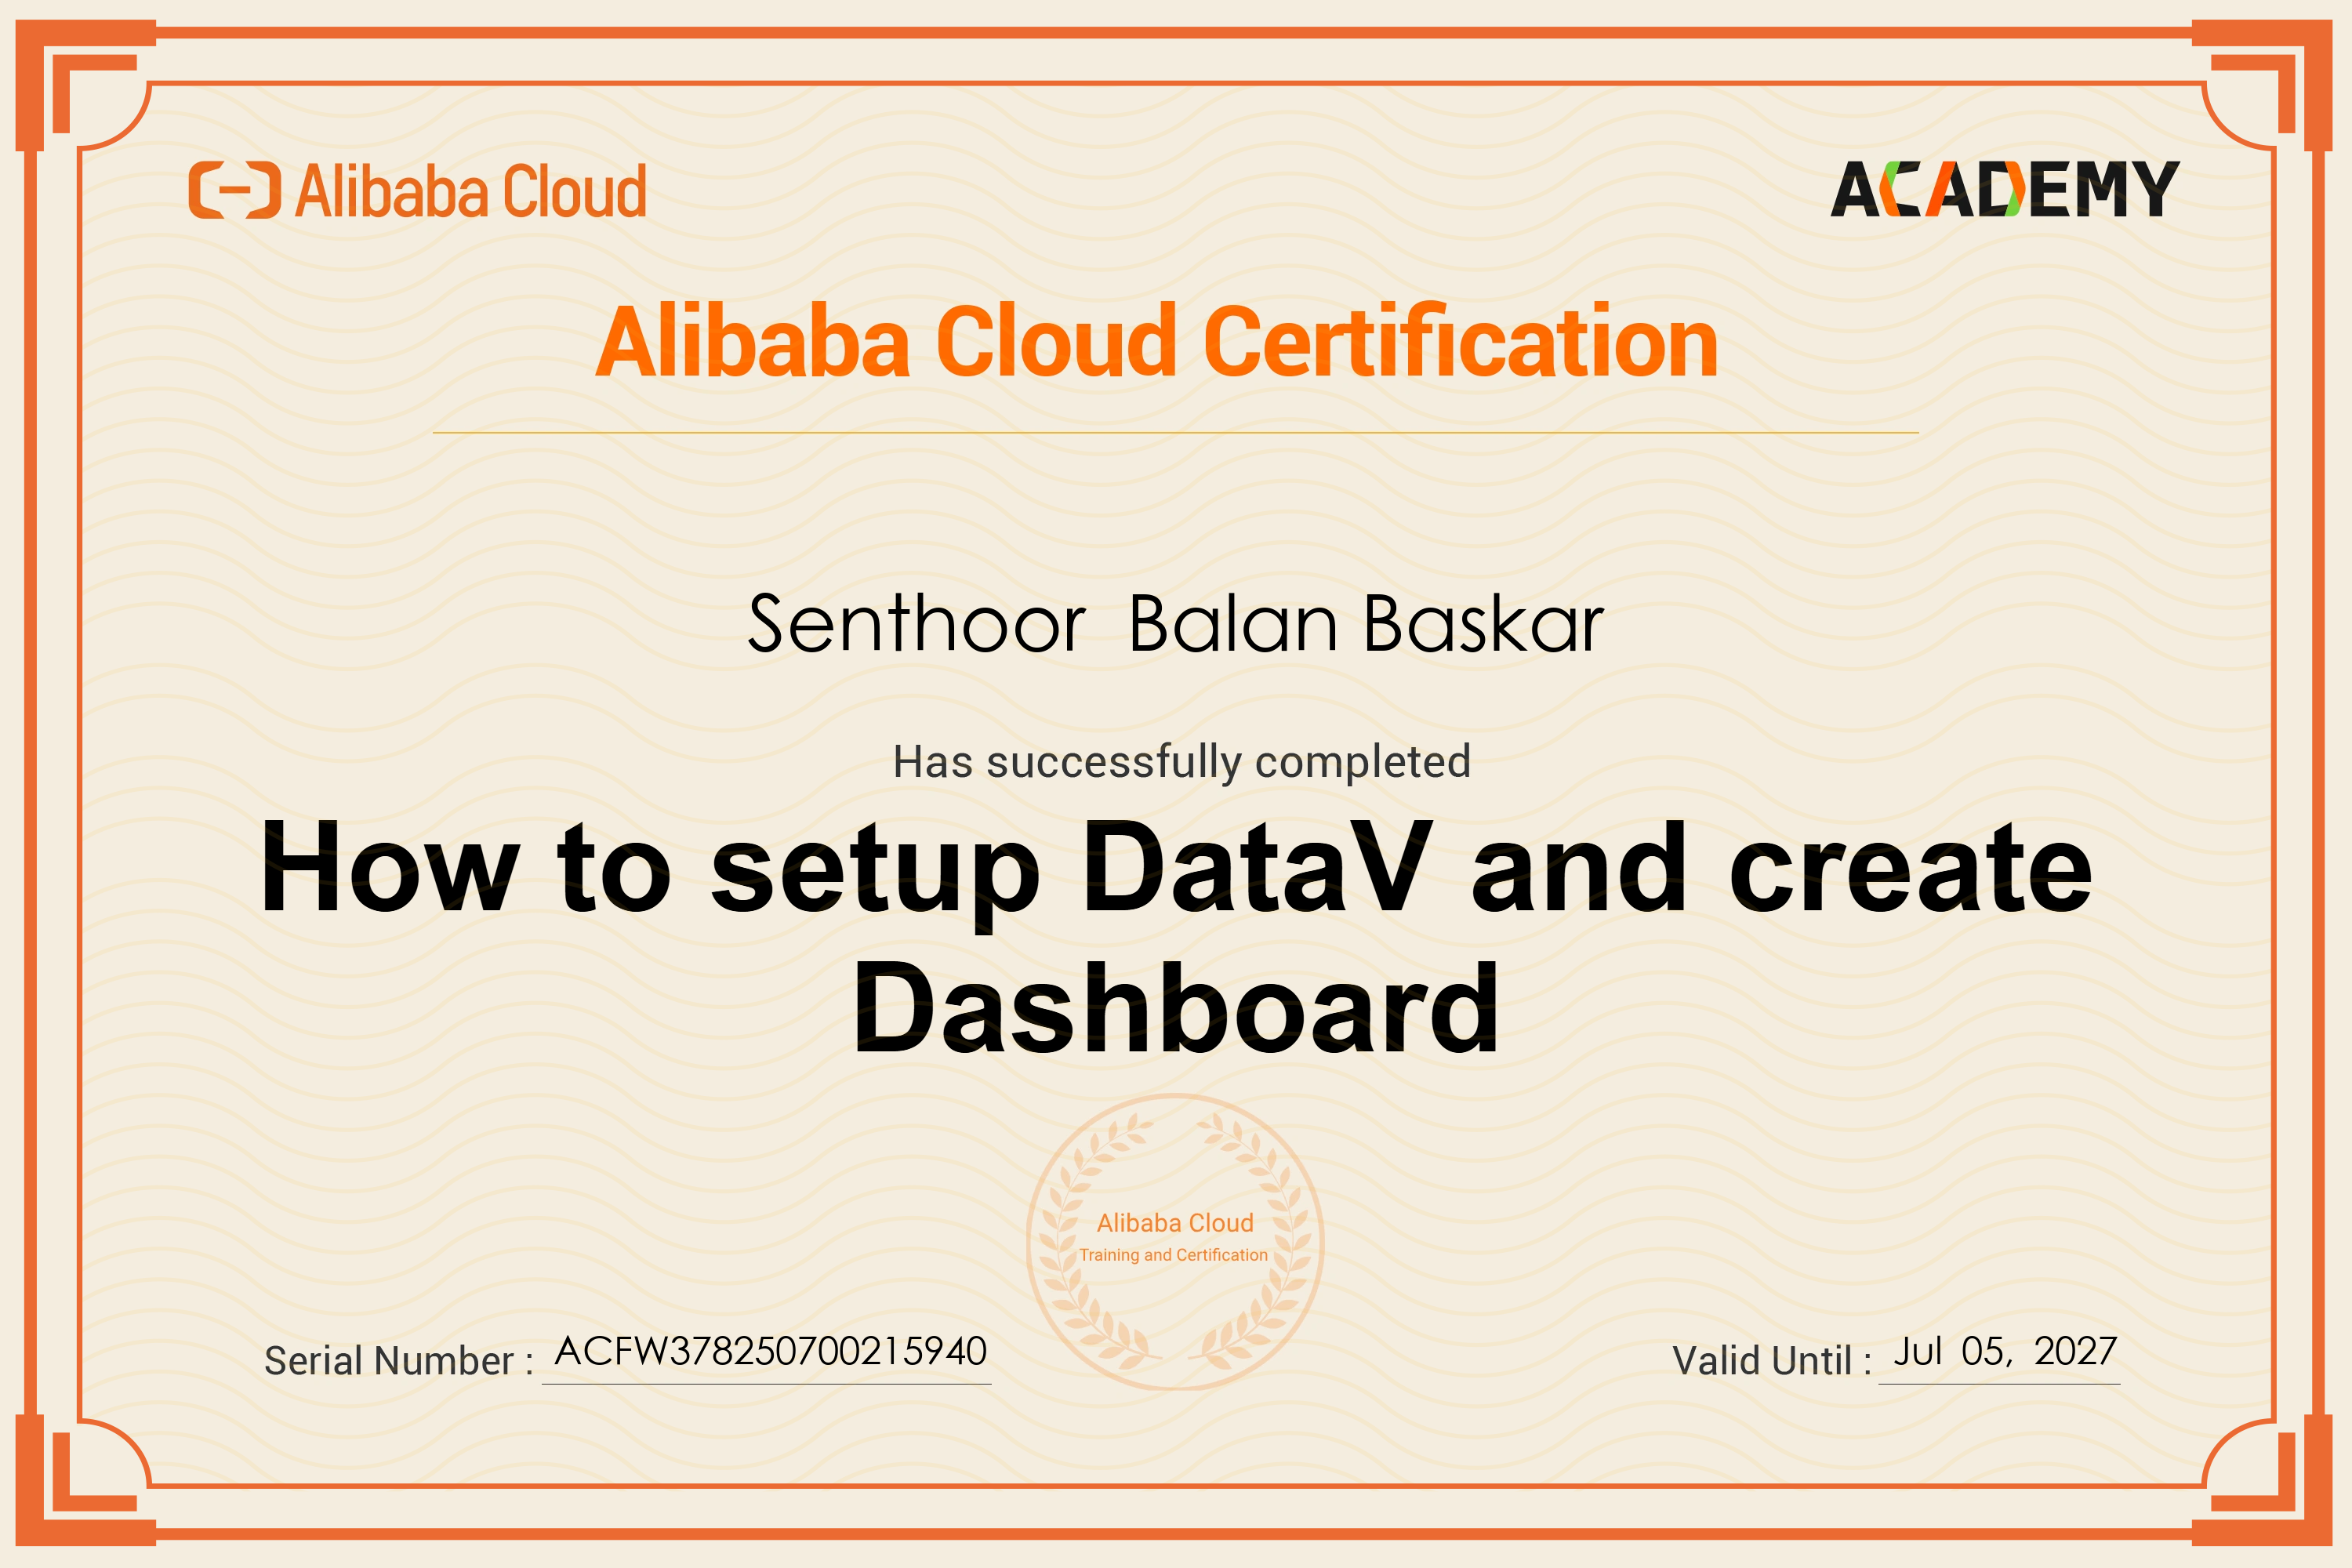 Alibaba Cloud
ACADEMY
Alibaba Cloud Certification
Senthoor Balan Baskar
Has successfully completed
How to setup DataV and create
Dashboard
Alibaba Cloud
Training and Certification
Serial Number : ACFW378250700215940
Valid Until : Jul 05, 2027